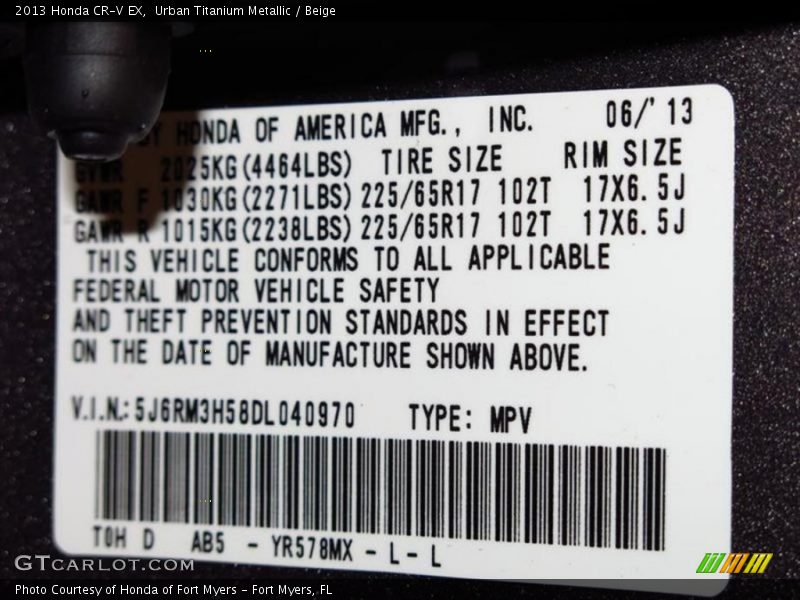 2013 Honda CR-V EX, Urban Titanium Metallic / Beige
BY HONDA OF AMERICA MFG., INC. 06/'13
GVWR 2025KG(4464LBS) TIRE SIZE RIM SIZE
GAWR F 1030KG(2271LBS) 225/65R17 102T 17X6.5J
GAWR R 1015KG(2238LBS) 225/65R17 102T 17X6.5J
THIS VEHICLE CONFORMS TO ALL APPLICABLE
FEDERAL MOTOR VEHICLE SAFETY
AND THEFT PREVENTION STANDARDS IN EFFECT
ON THE DATE OF MANUFACTURE SHOWN ABOVE.
V.I.N.: 5J6RM3H58DL040970 TYPE: MPV
TOH D AB5 - YR578MX - L - L
GTCARLOT.COM
Photo Courtesy of Honda of Fort Myers - Fort Myers, FL